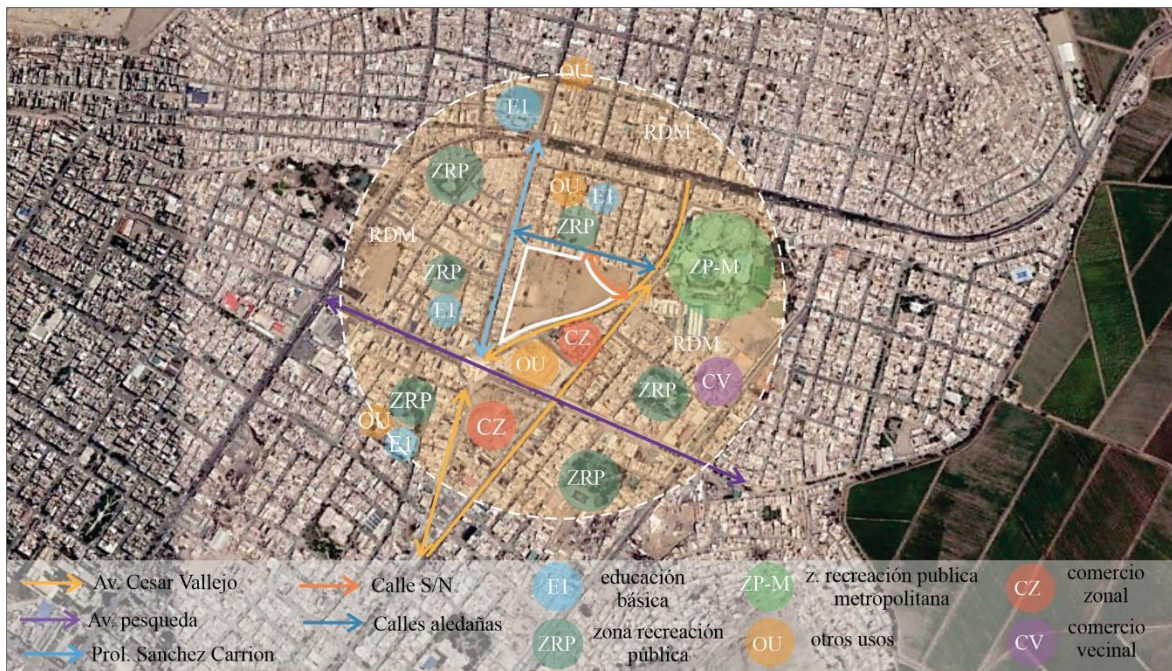 OU
E1
RDM
ZRP
OU
E1
ZRP
RDM
ZP-M
ZRP
E1
CZ
RDM
OU
CV
ZRP
ZRP
OU
CZ
E1
ZRP
Av. Cesar Vallejo
Calle S/N
E1
educación
básica
ZP-M
z. recreación publica
metropolitana
CZ
comercio
zonal
Av. pesqueda
Calles aledañas
ZRP
zona recreación
pública
OU
otros usos
CV
comercio
vecinal
Prol. Sanchez Carrion